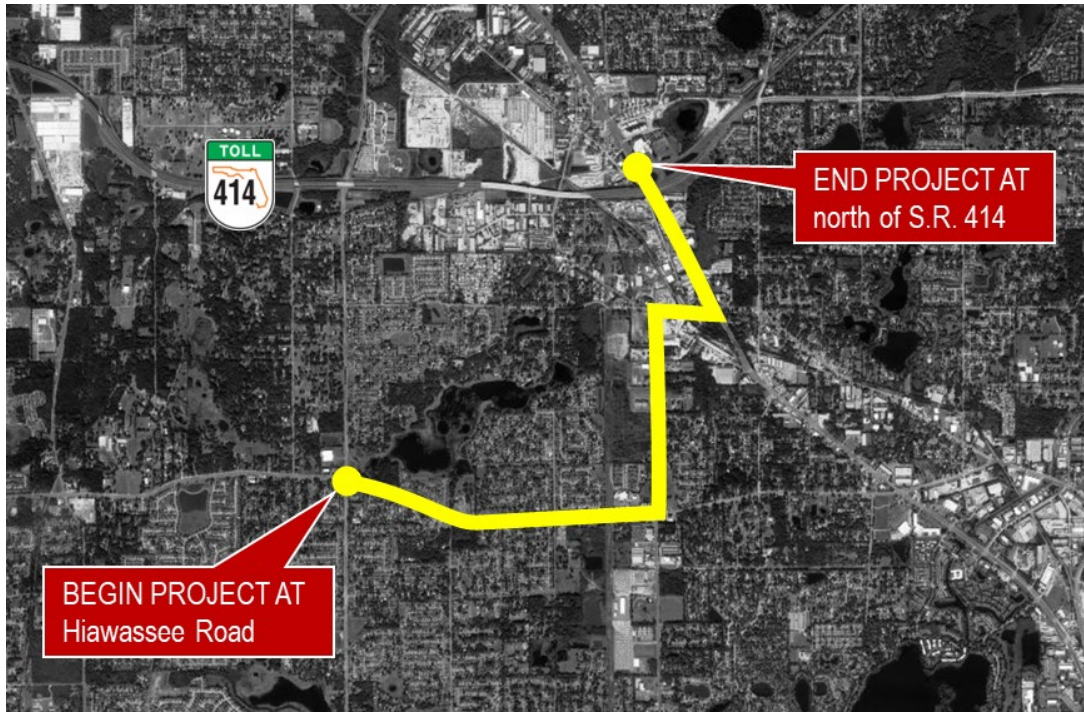 TOLL
414
END PROJECT AT
north of S.R. 414
BEGIN PROJECT AT
Hiawassee Road